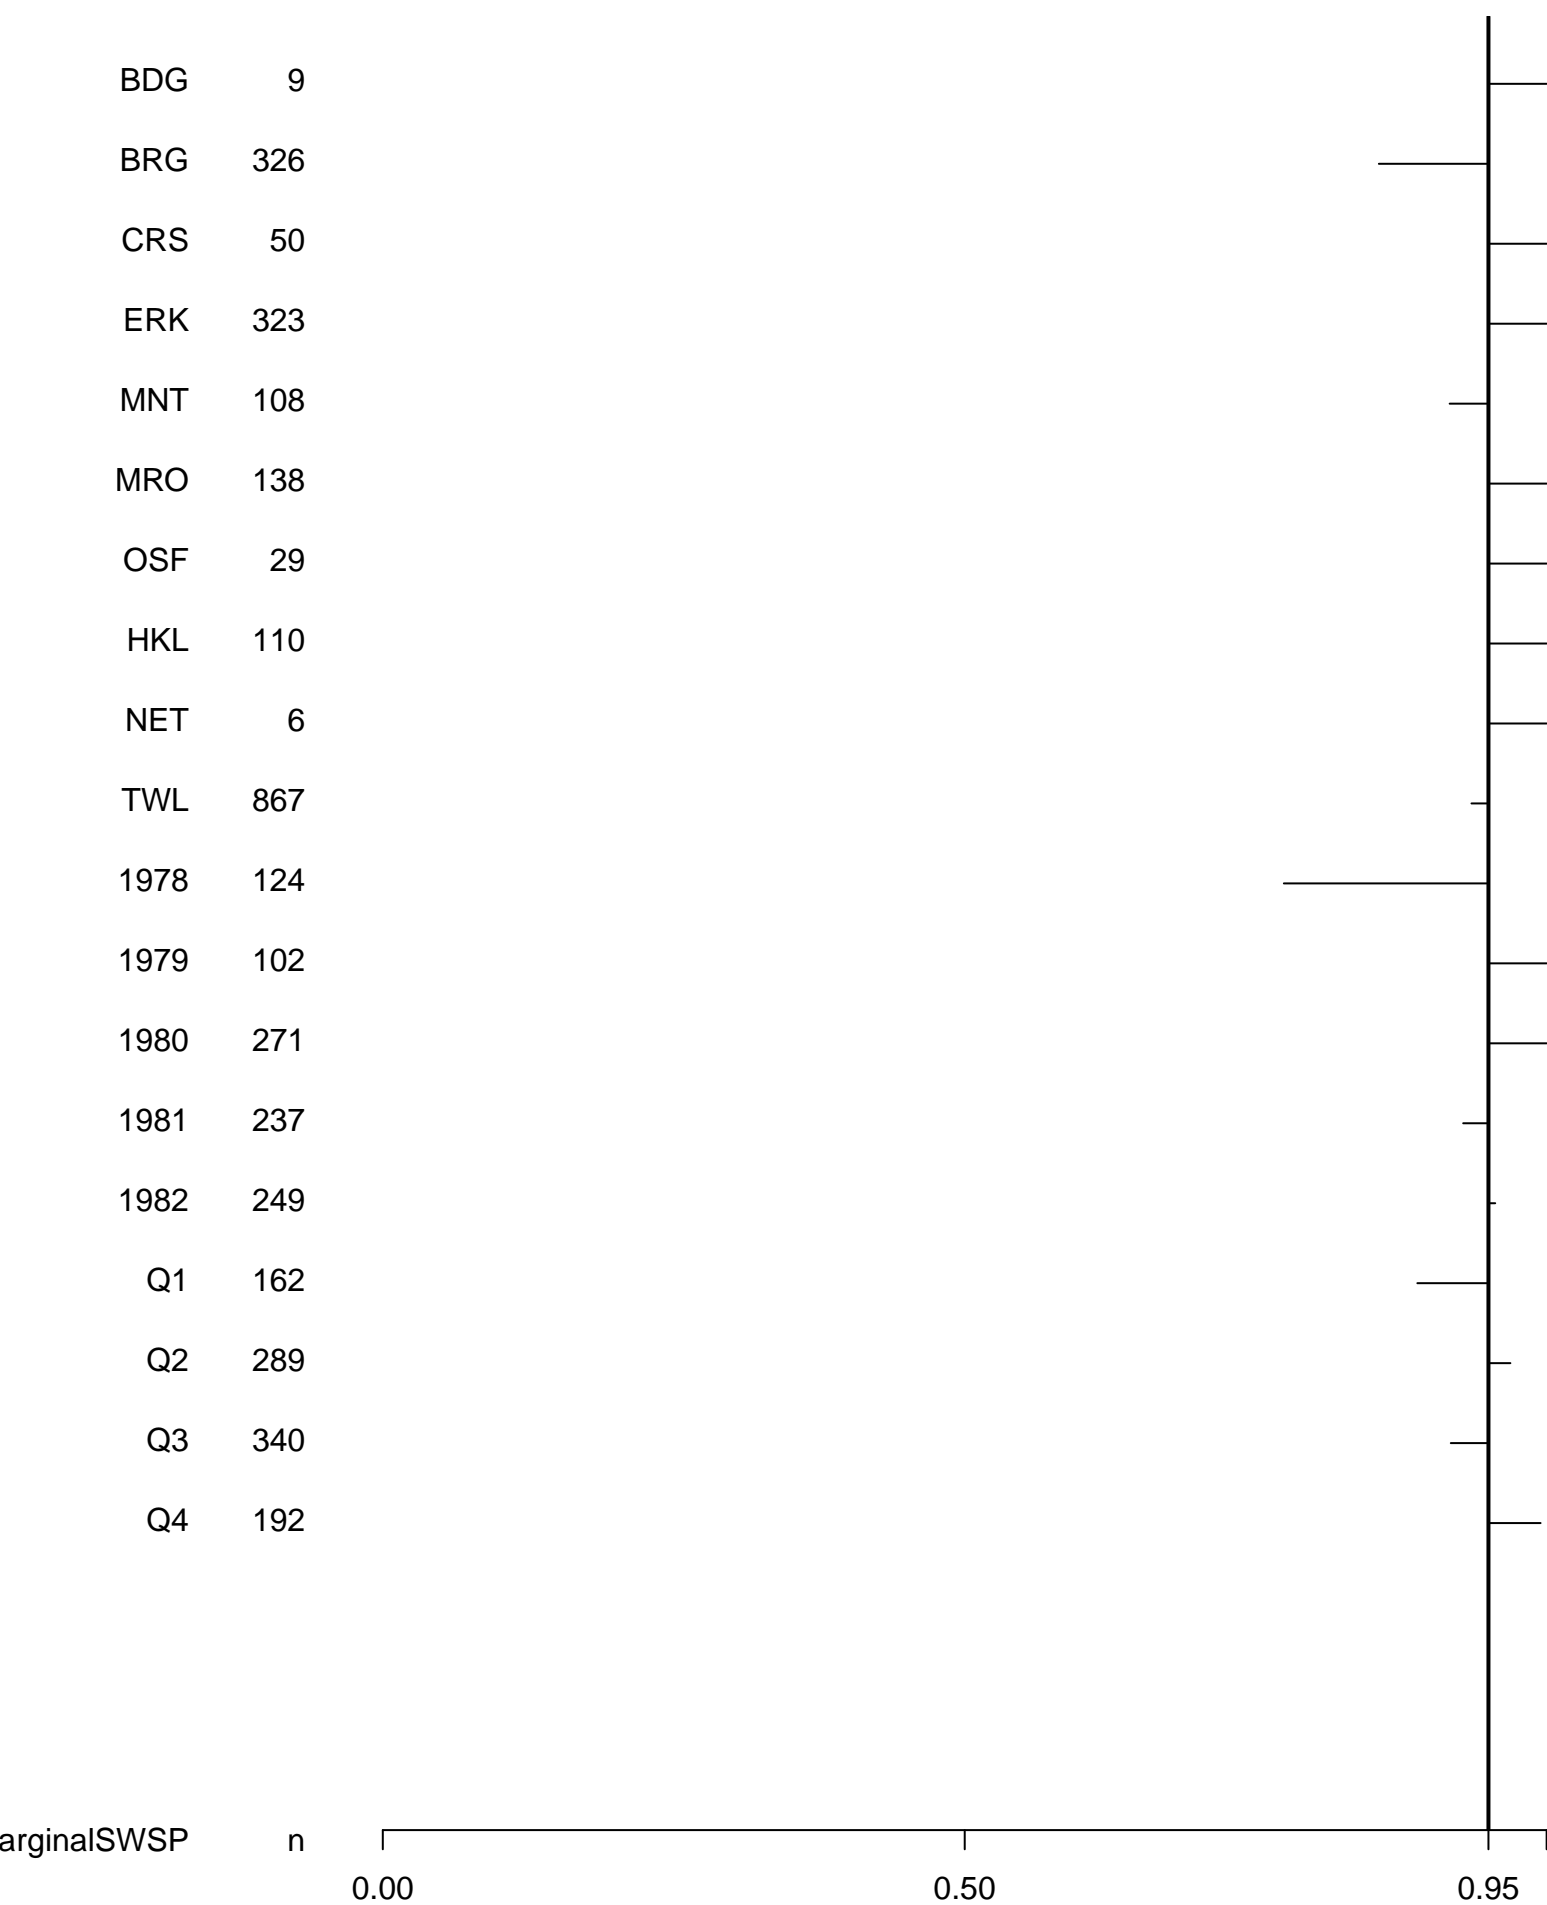 BDG 9
BRG 326
CRS 50
ERK 323
MNT 108
MRO 138
OSF 29
HKL 110
NET 6
TWL 867
1978 124
1979 102
1980 271
1981 237
1982 249
Q1 162
Q2 289
Q3 340
Q4 192
arginalSWSP n
0.00 0.50 0.95